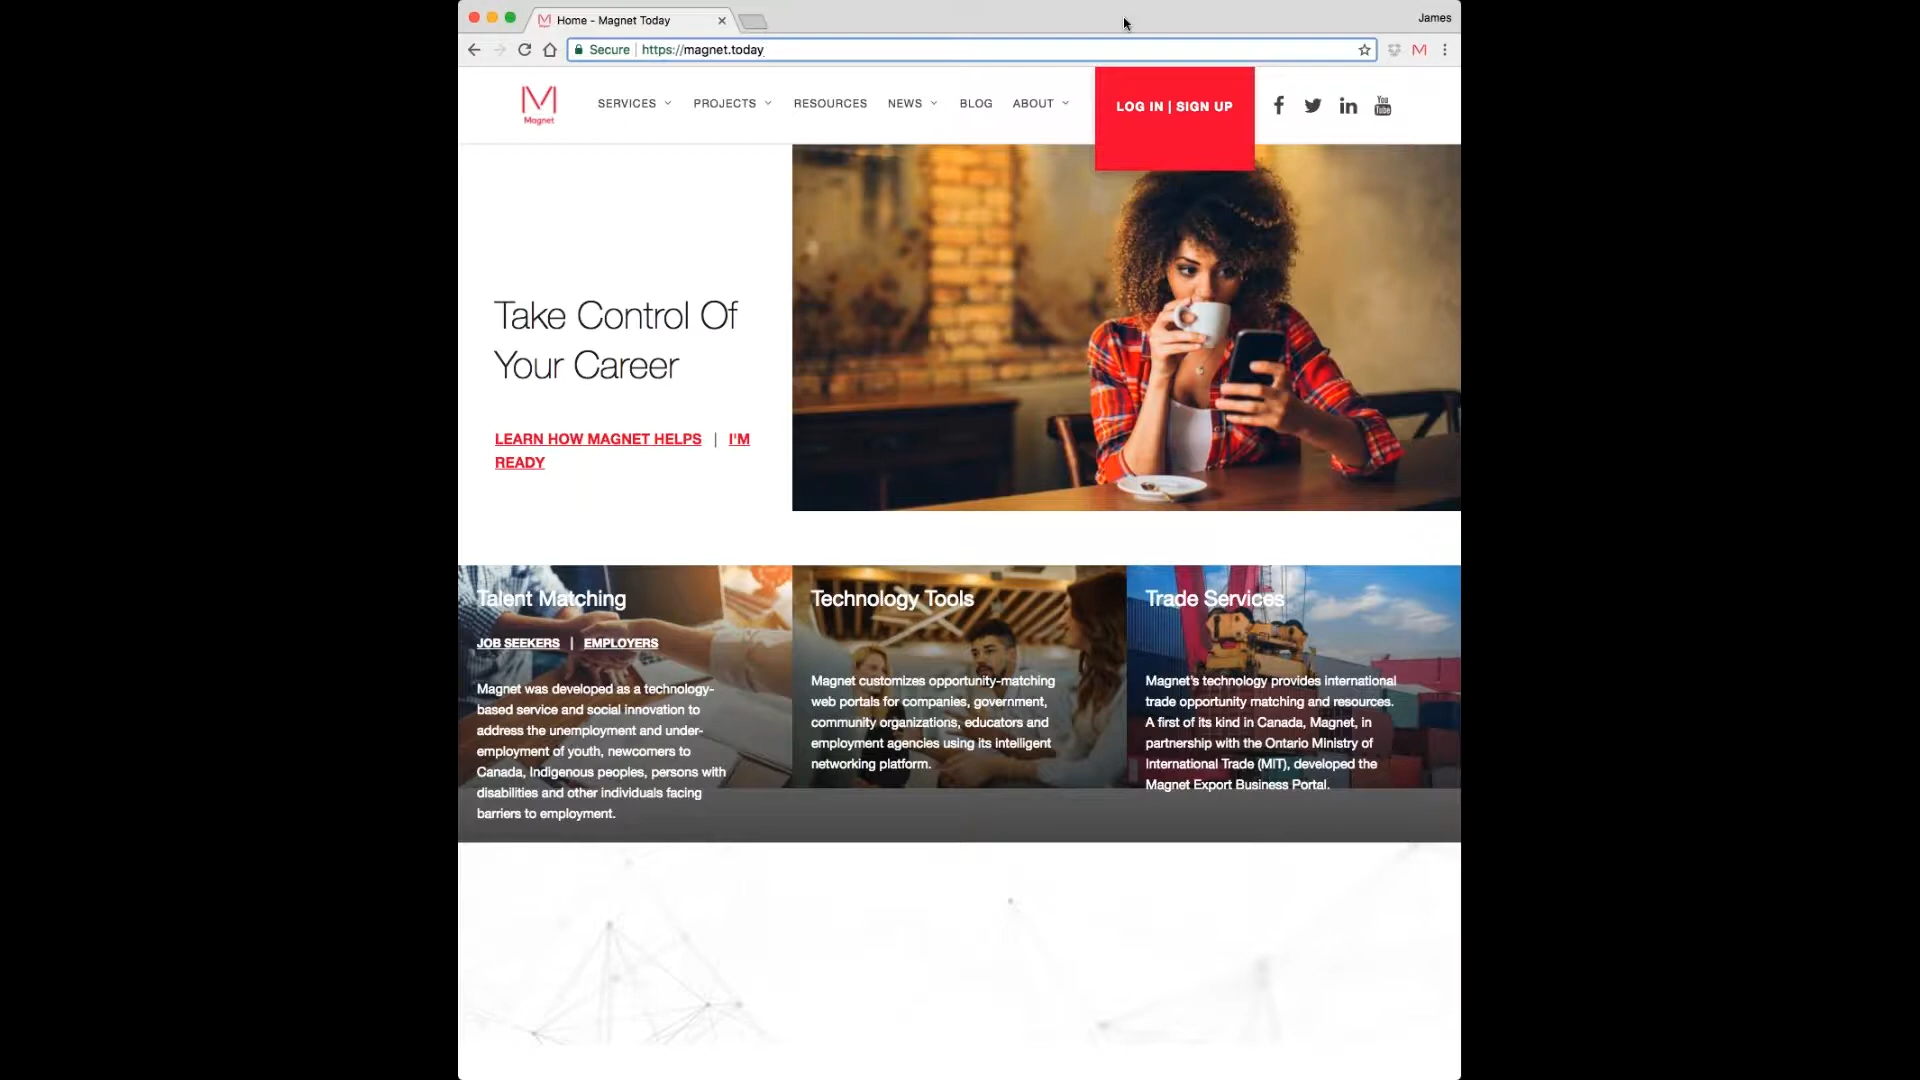 Home - Magnet Today
James
Secure
https://magnet.today
Magnet
SERVICES
PROJECTS
RESOURCES
NEWS
BLOG
ABOUT
LOG IN | SIGN UP
You
Tube
Take Control Of
Your Career
LEARN HOW MAGNET HELPS | I'M
READY
Talent Matching
JOB SEEKERS | EMPLOYERS
Magnet was developed as a technology-
based service and social innovation to
address the unemployment and under-
employment of youth, newcomers to
Canada, Indigenous peoples, persons with
disabilities and other individuals facing
barriers to employment.
Technology Tools
Magnet customizes opportunity-matching
web portals for companies, government,
community organizations, educators and
employment agencies using its intelligent
networking platform.
Trade Services
Magnet's technology provides international
trade opportunity matching and resources.
A first of its kind in Canada, Magnet, in
partnership with the Ontario Ministry of
International Trade (MIT), developed the
Magnet Export Business Portal.